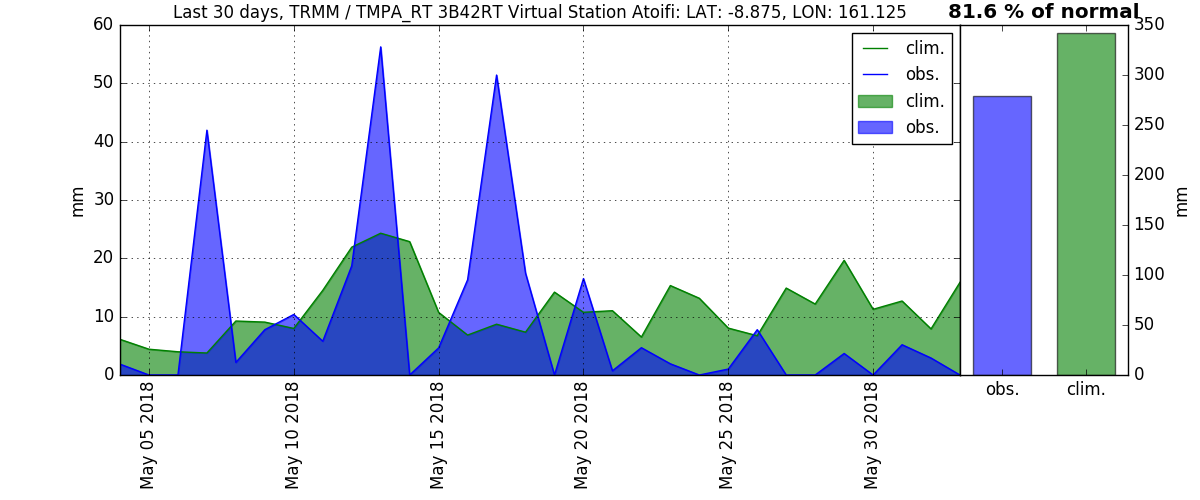 Last 30 days, TRMM / TMPA_RT 3B42RT Virtual Station Atoifi: LAT: -8.875, LON: 161.125
81.6 % of normal
60
50
40
30
20
10
0
mm
clim.
obs.
clim.
obs.
350
300
250
200
150
100
50
0
mm
obs.
clim.
May 05 2018
May 10 2018
May 15 2018
May 20 2018
May 25 2018
May 30 2018